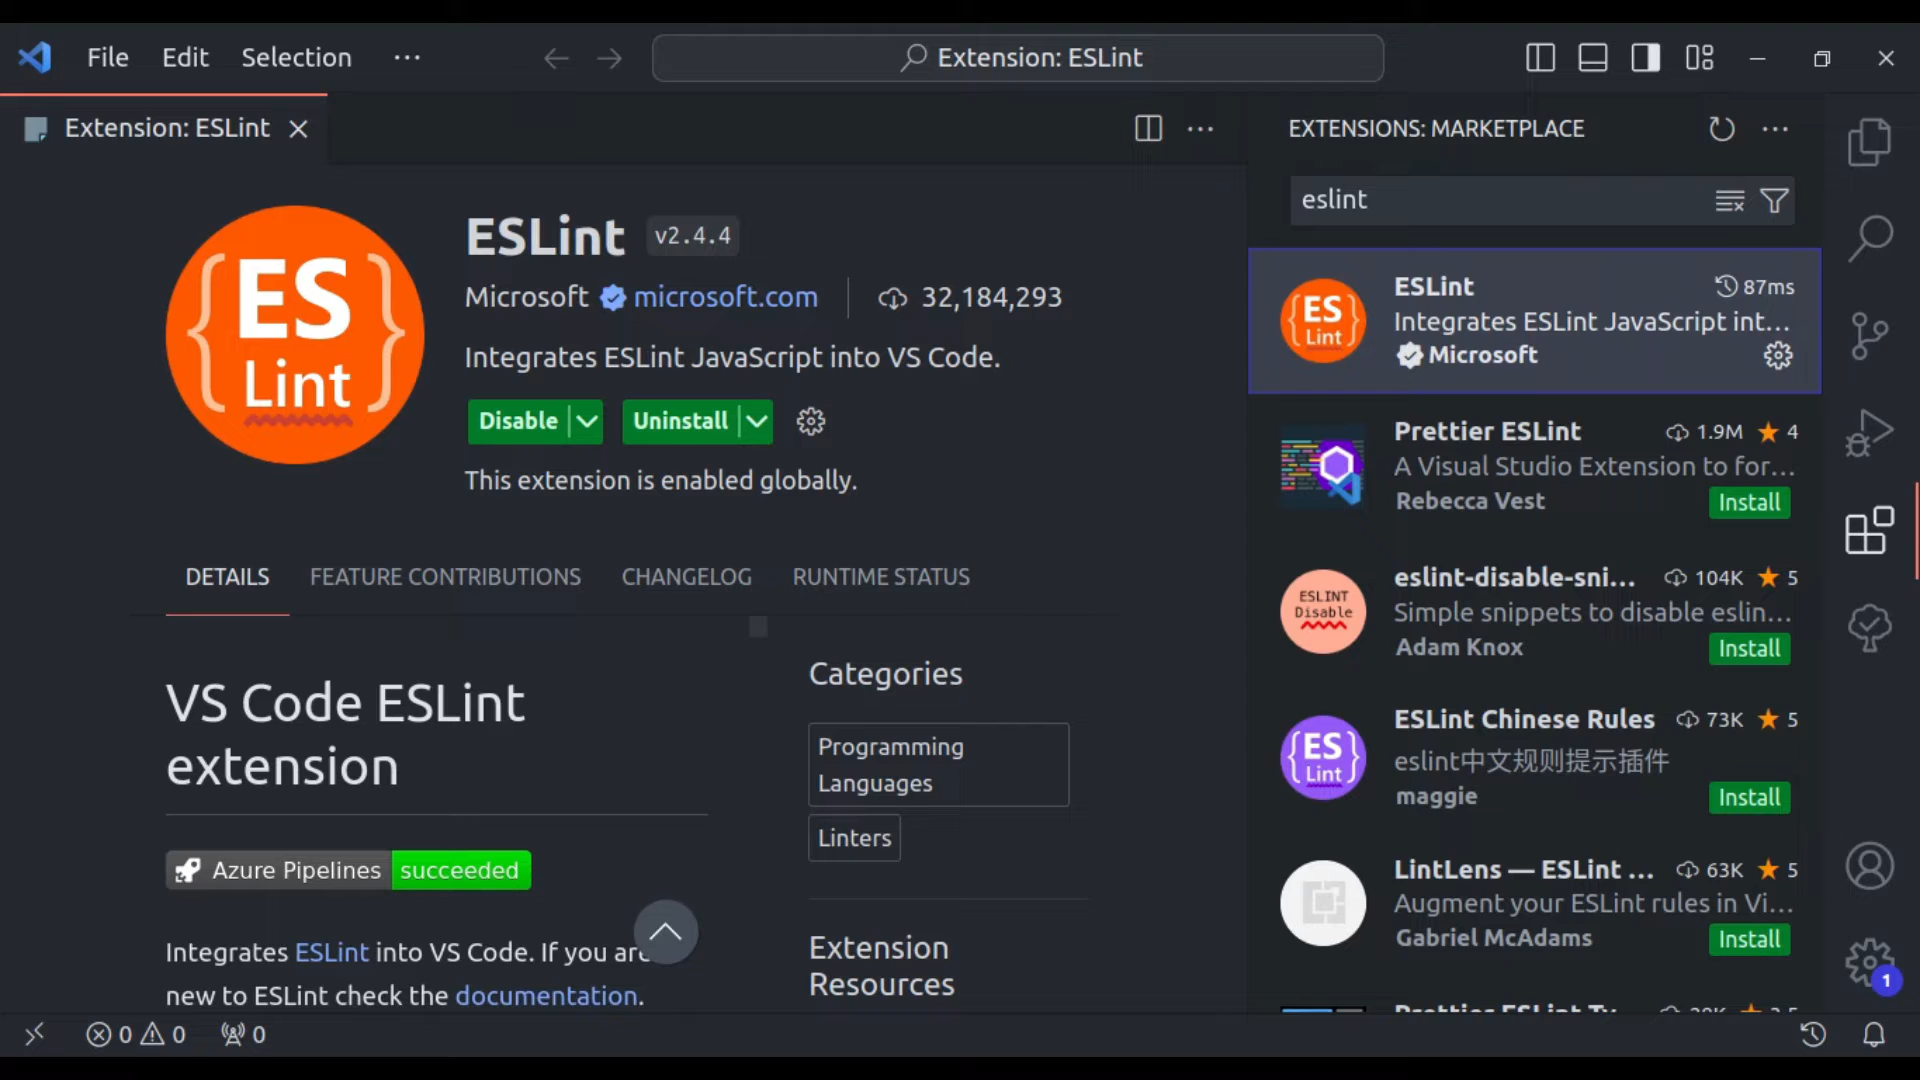 File Edit Selection ···
Extension: ESLint
Extension: ESLint
ES
Lint
ESLint v2.4.4
Microsoft microsoft.com 32,184,293
Integrates ESLint JavaScript into VS Code.
Disable Uninstall
This extension is enabled globally.
DETAILS FEATURE CONTRIBUTIONS CHANGELOG RUNTIME STATUS
VS Code ESLint
extension
Azure Pipelines succeeded
Integrates ESLint into VS Code. If you are
new to ESLint check the documentation.
Categories
Programming
Languages
Linters
Extension
Resources
EXTENSIONS: MARKETPLACE
eslint
ES
Lint
ESLint 87ms
Integrates ESLint JavaScript int...
Microsoft
Prettier ESLint 1.9M 4
A Visual Studio Extension to for...
Rebecca Vest Install
ESLINT
Disable
eslint-disable-sni... 104K 5
Simple snippets to disable eslin...
Adam Knox Install
ES
Lint
ESLint Chinese Rules 73K 5
eslint中文规则提示插件
maggie Install
LintLens — ESLint ... 63K 5
Augment your ESLint rules in Vi...
Gabriel McAdams Install
Prettier ESLint
1
0 0 0